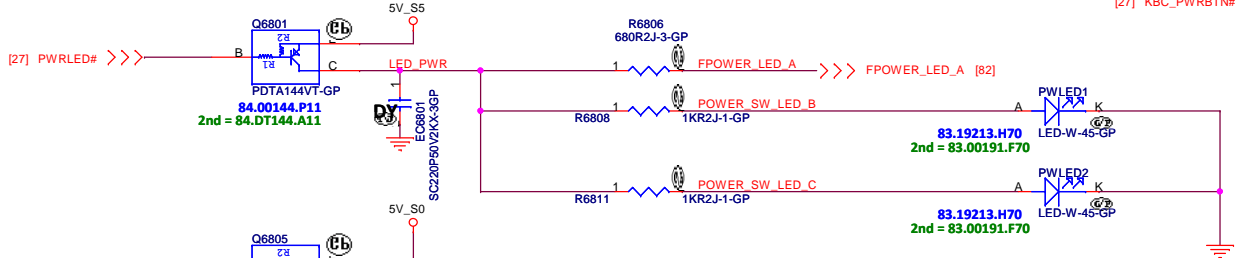 [27] KBC_PWRBTN#
5V_S5
Q6801
R2
R1
B
E
C
[27] PWRLED#
PDTA144VT-GP
84.00144.P11
2nd = 84.DT144.A11
LED_PWR
1
DY
EC6801
SC220P50V2KX-3GP
R6806
680R2J-3-GP
1
FPOWER_LED_A
FPOWER_LED_A [82]
1
R6808
POWER_SW_LED_B
1KR2J-1-GP
A
PWLED1
K
83.19213.H70
LED-W-45-GP
2nd = 83.00191.F70
1
R6811
POWER_SW_LED_C
1KR2J-1-GP
A
PWLED2
K
83.19213.H70
LED-W-45-GP
2nd = 83.00191.F70
5V_S0
Q6805
R2